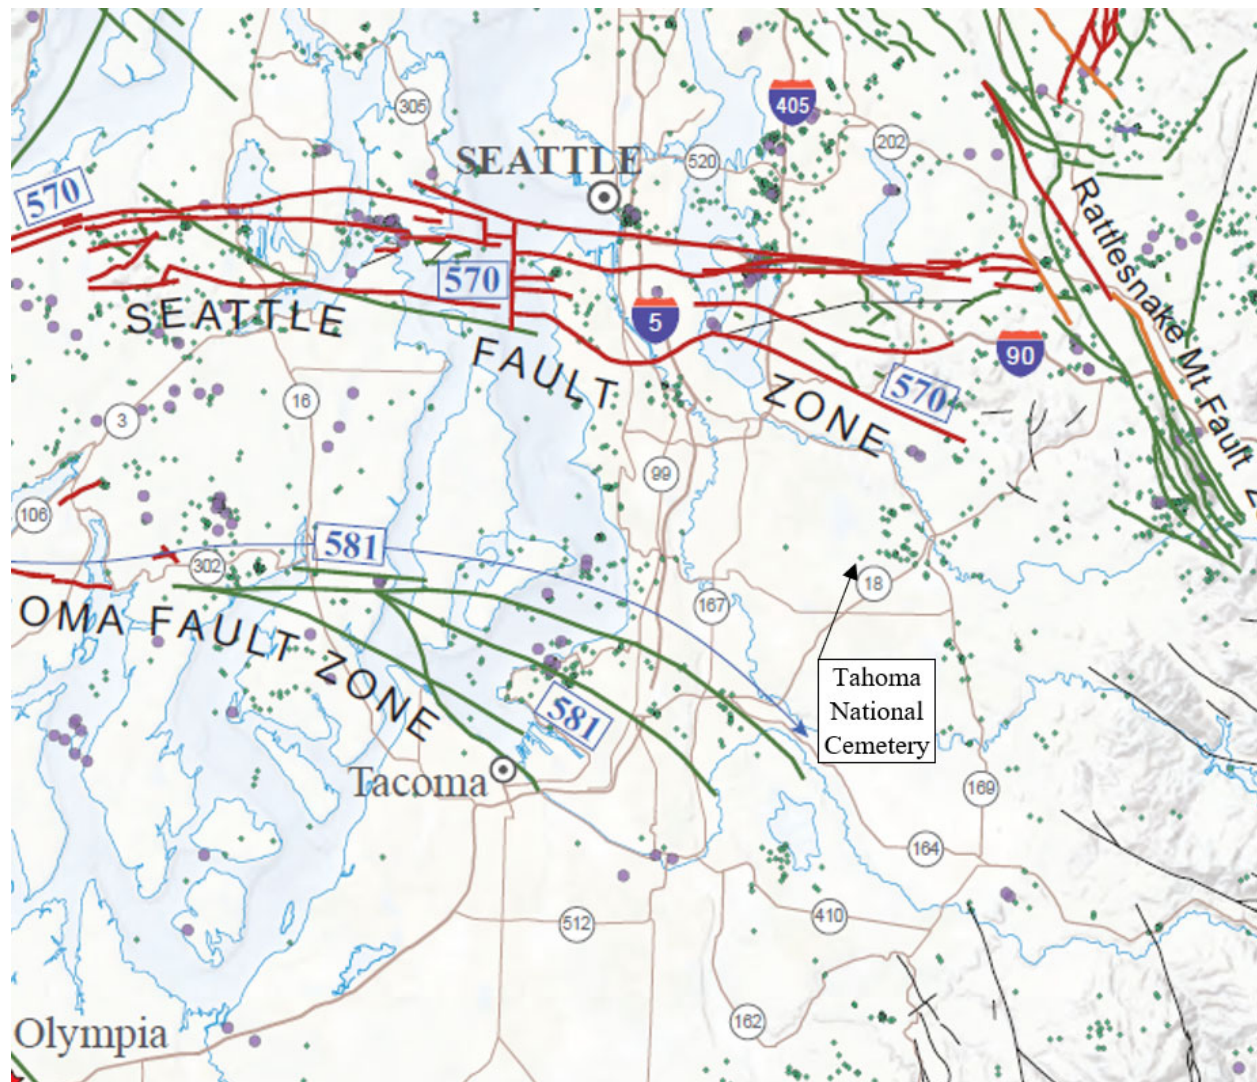 305
405
202
SEATTLE
520
570
Rattlesnake Mt Fault Z
570
SEATTLE
5
FAULT
90
ZONE
570
3
16
106
99
581
302
18
167
OMA FAULT ZONE
Tahoma
National
Cemetery
581
Tacoma
169
164
512
410
162
Olympia